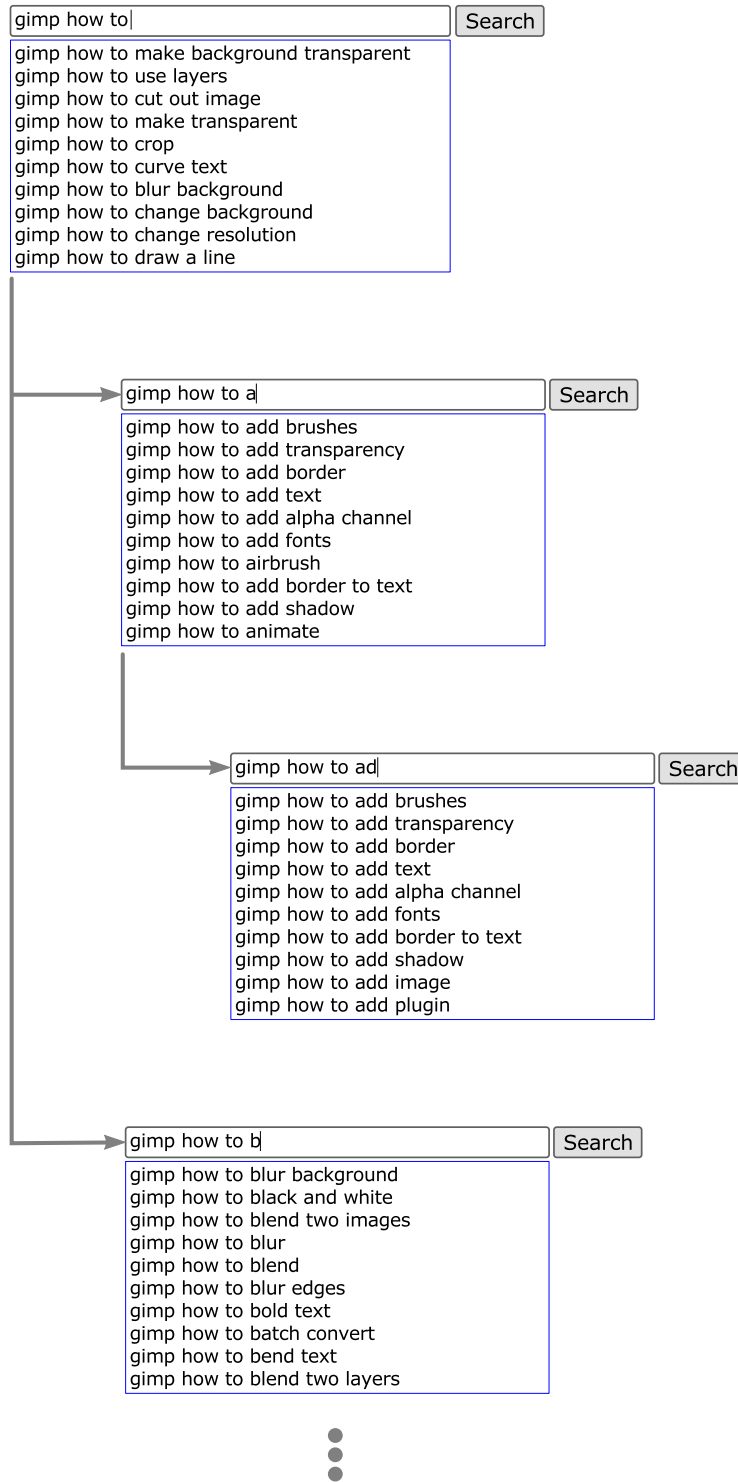 gimp how to Search
gimp how to make background transparent
gimp how to use layers
gimp how to cut out image
gimp how to make transparent
gimp how to crop
gimp how to curve text
gimp how to blur background
gimp how to change background
gimp how to change resolution
gimp how to draw a line
gimp how to a Search
gimp how to add brushes
gimp how to add transparency
gimp how to add border
gimp how to add text
gimp how to add alpha channel
gimp how to add fonts
gimp how to airbrush
gimp how to add border to text
gimp how to add shadow
gimp how to animate
gimp how to ad Search
gimp how to add brushes
gimp how to add transparency
gimp how to add border
gimp how to add text
gimp how to add alpha channel
gimp how to add fonts
gimp how to add border to text
gimp how to add shadow
gimp how to add image
gimp how to add plugin
gimp how to b Search
gimp how to blur background
gimp how to black and white
gimp how to blend two images
gimp how to blur
gimp how to blend
gimp how to blur edges
gimp how to bold text
gimp how to batch convert
gimp how to bend text
gimp how to blend two layers